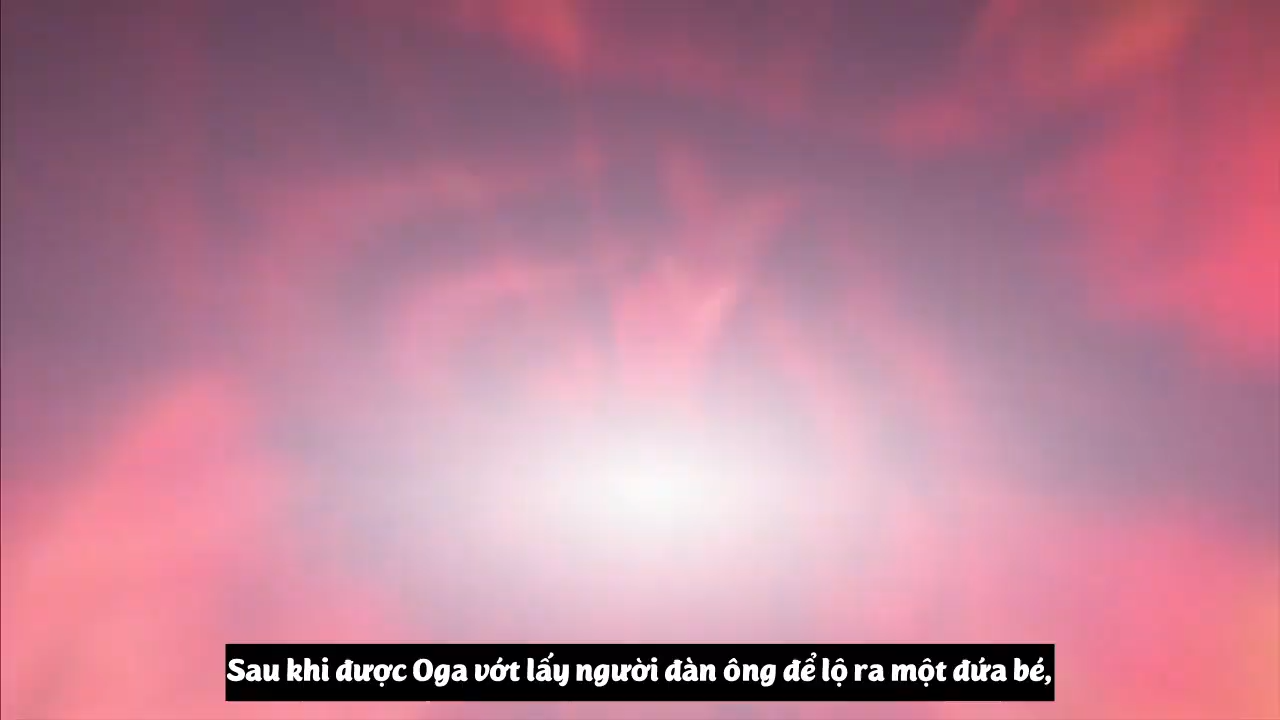 Sau khi được Oga vớt lấy người đàn ông để lộ ra một đứa bé,